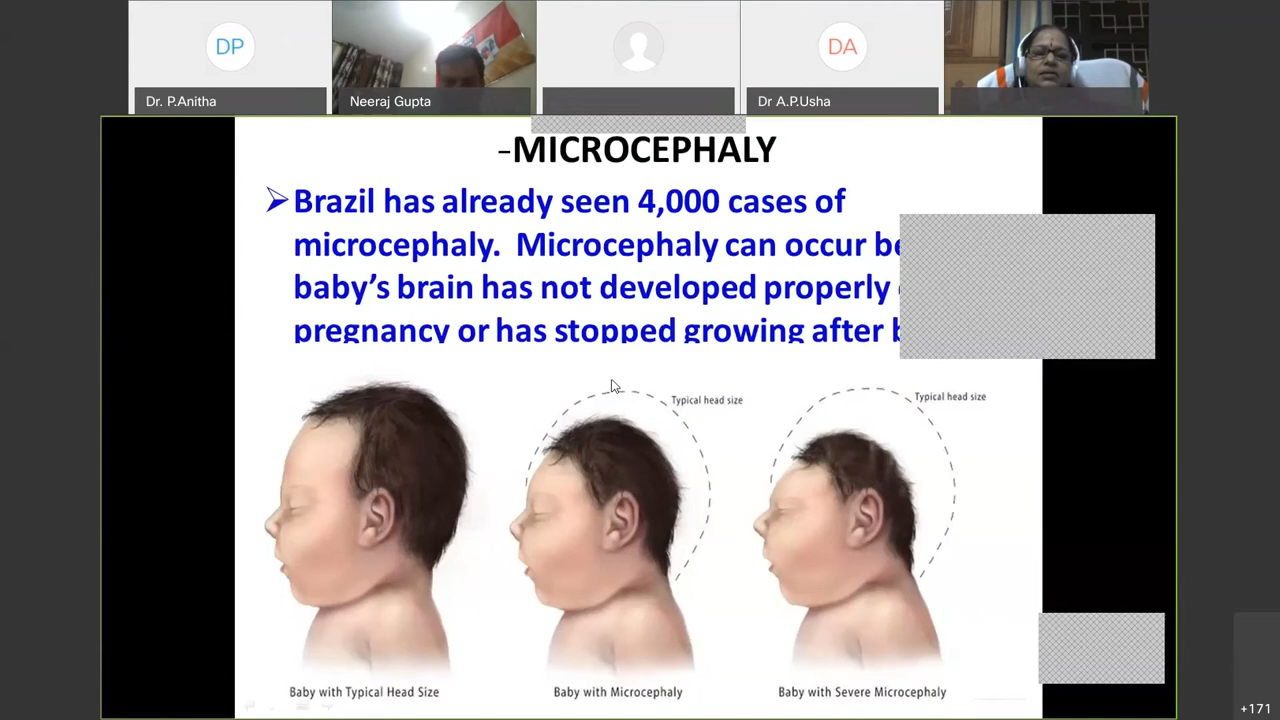 DP
DA
Dr. P.Anitha
Neeraj Gupta
Dr A.P.Usha
-MICROCEPHALY
Brazil has already seen 4,000 cases of
microcephaly. Microcephaly can occur
baby's brain has not developed properly
pregnancy or has stopped growing after
Typical head size
Typical head size
Baby with Typical Head Size
Baby with Microcephaly
Baby with Severe Microcephaly
+171